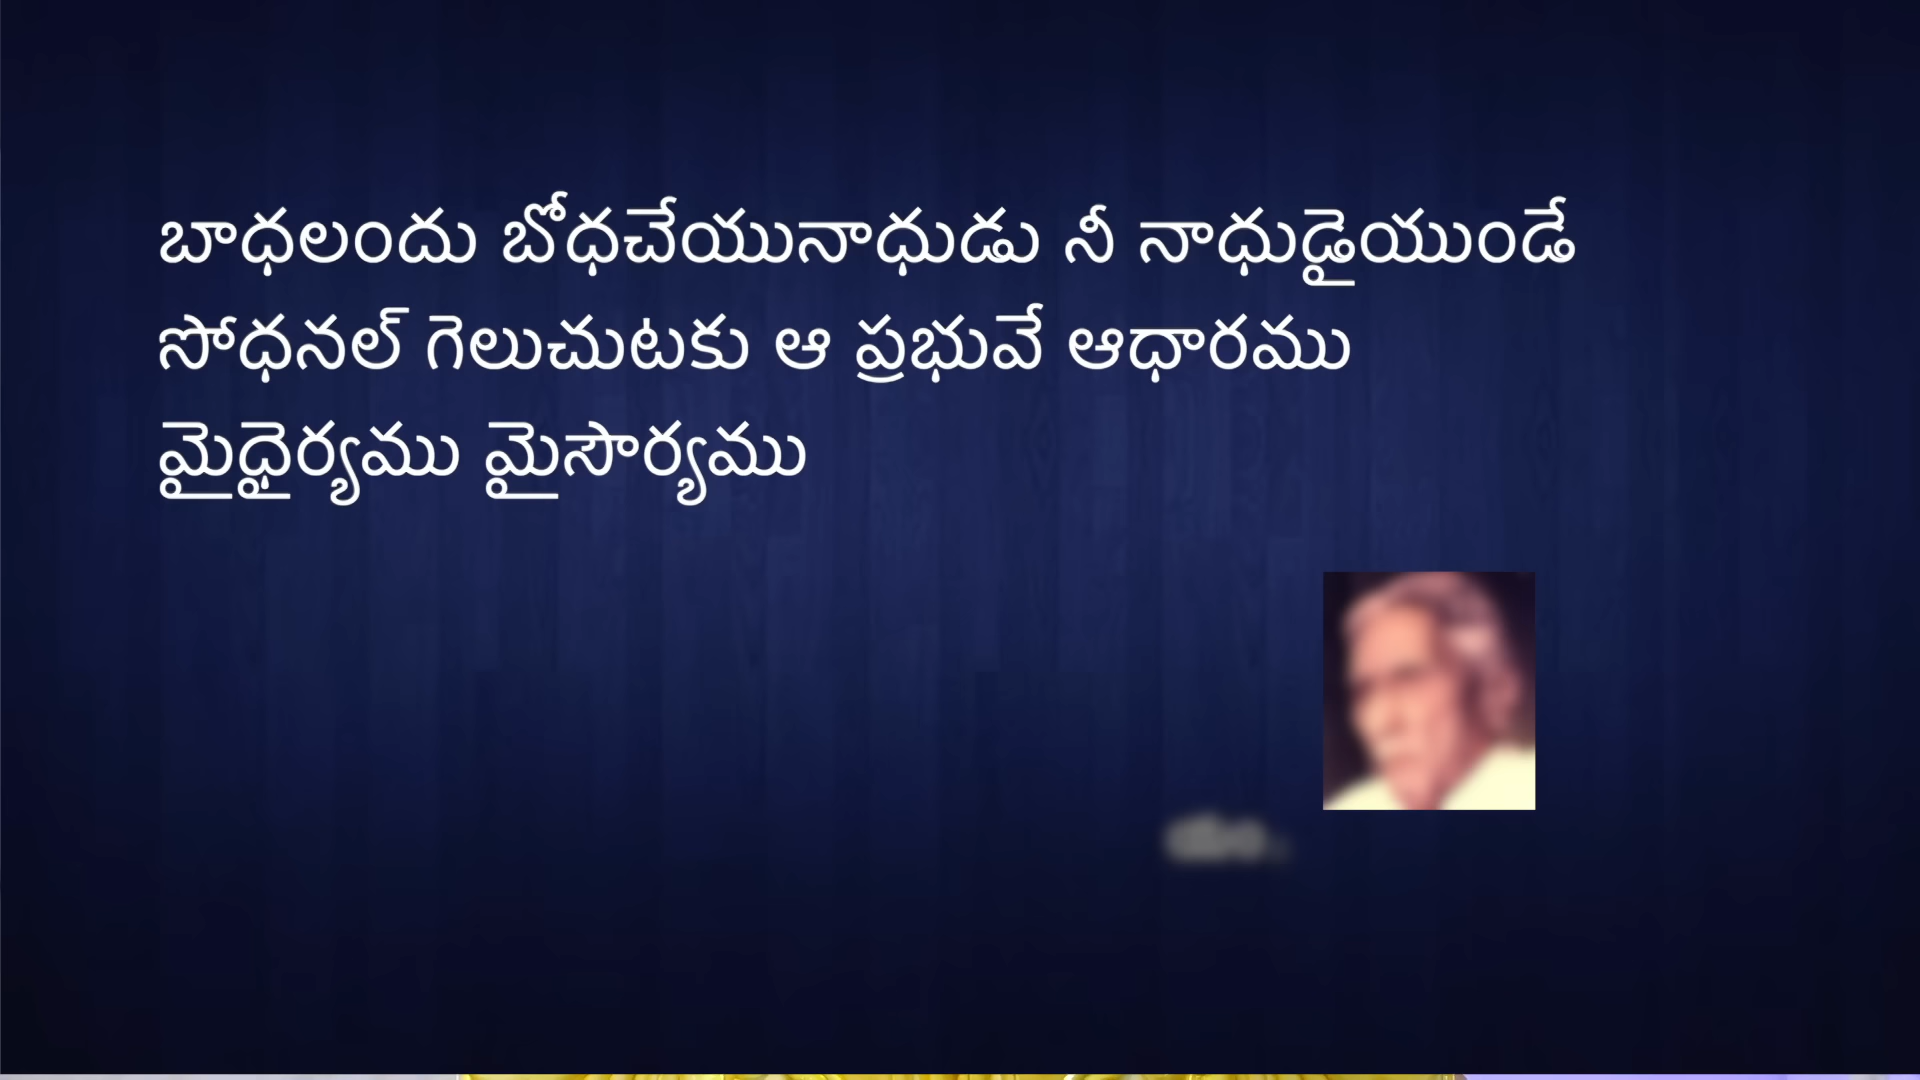 బాధలందు బోధచేయునాధుడు నీ నాధుడైయుండే
సోధనల్ గెలుచుటకు ఆ ప్రభువే ఆధారము
మైధైర్యము మైసౌర్యము